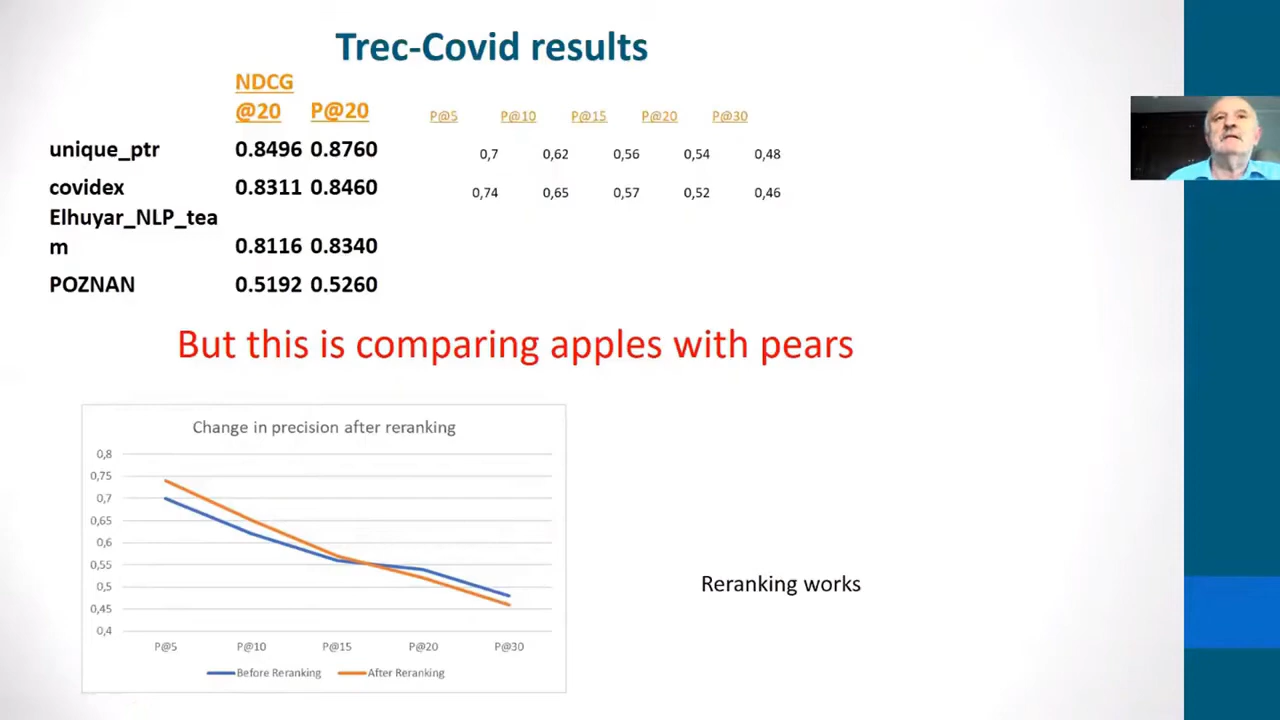 Trec-Covid results
NDCG
@20 P@20
unique_ptr 0.8496 0.8760
covidex 0.8311 0.8460
Elhuyar_NLP_tea
m 0.8116 0.8340
POZNAN 0.5192 0.5260
P@5 P@10 P@15 P@20 P@30
0,7 0,62 0,56 0,54 0,48
0,74 0,65 0,57 0,52 0,46
But this is comparing apples with pears
Change in precision after reranking
0,8
0,75
0,7
0,65
0,6
0,55
0,5
0,45
0,4
P@5 P@10 P@15 P@20 P@30
Before Reranking After Reranking
Reranking works